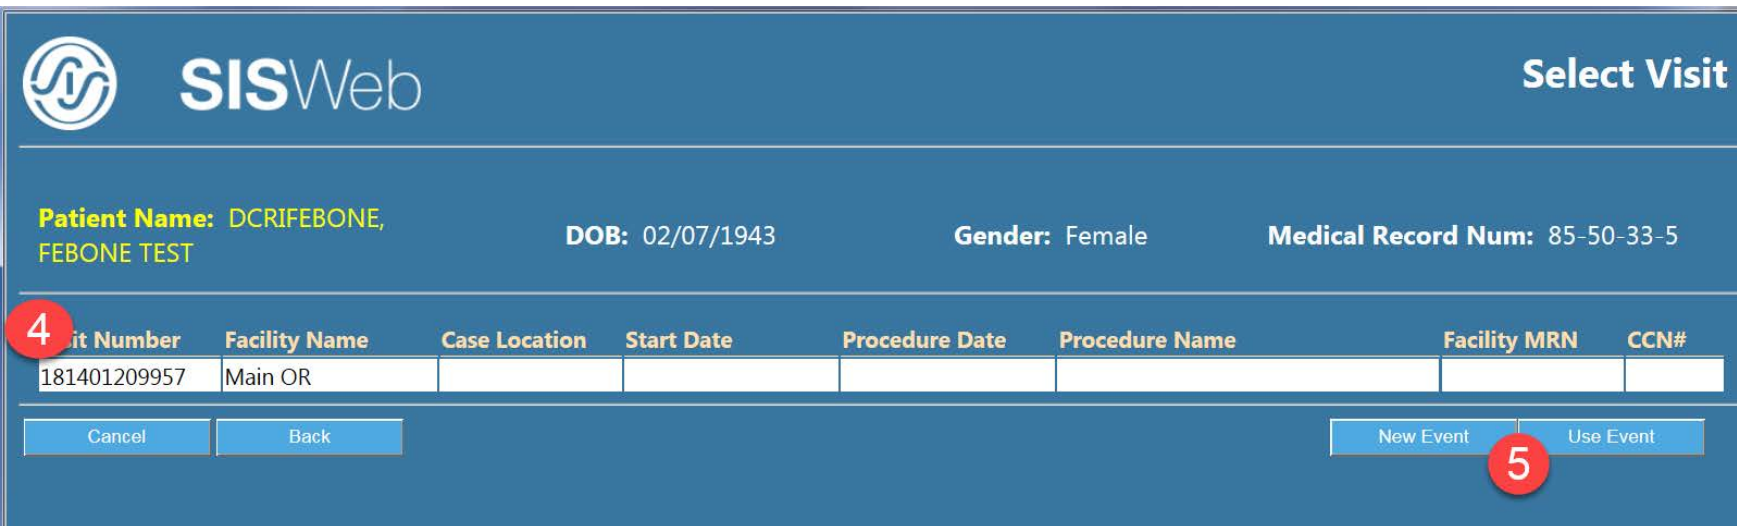 SISWeb
Select Visit
Patient Name: DCRIFEBONE,
FEBONE TEST
DOB: 02/07/1943
Gender: Female
Medical Record Num: 85-50-33-5
4
it Number Facility Name Case Location Start Date Procedure Date Procedure Name Facility MRN CCN#
181401209957 Main OR
Cancel Back New Event Use Event
5